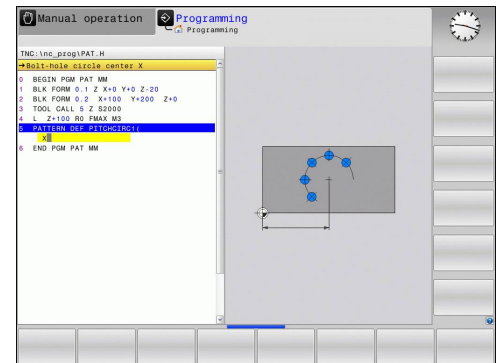 Manual operation
Programming
Programming
TNC:\nc_prog\PAT.H
→Bolt-hole circle center X
0 BEGIN PGM PAT MM
1 BLK FORM 0.1 Z X+0 Y+0 Z-20
2 BLK FORM 0.2 X+100 Y+200 Z+0
3 TOOL CALL 5 Z S2000
4 L Z+100 R0 FMAX M3
5 PATTERN DEF PITCHCIRC1(
X
6 END PGM PAT MM